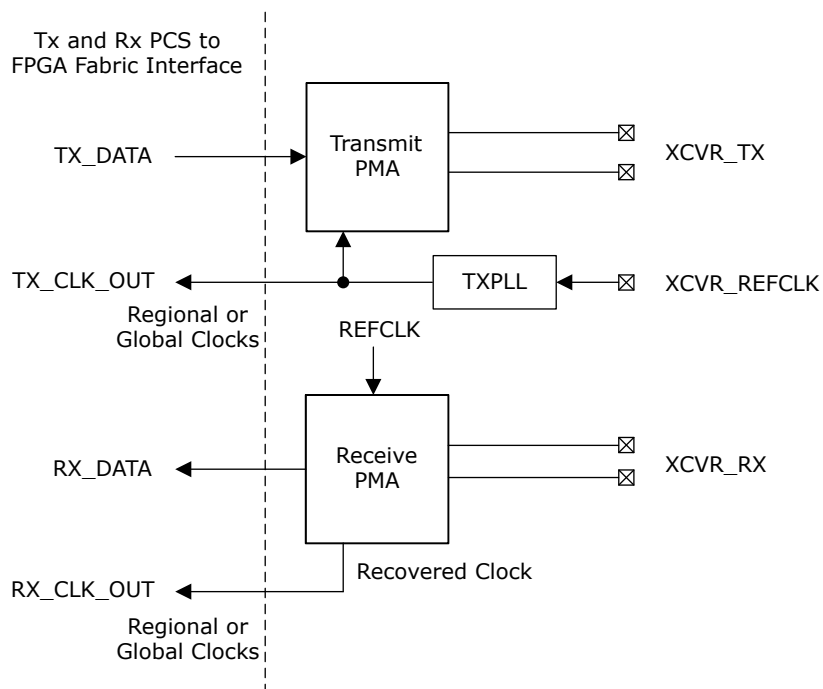 Tx and Rx PCS to
FPGA Fabric Interface
TX_DATA
Transmit
PMA
XCVR_TX
TX_CLK_OUT
TXPLL
XCVR_REFCLK
Regional or
Global Clocks
REFCLK
RX_DATA
Receive
PMA
XCVR_RX
Recovered Clock
RX_CLK_OUT
Regional or
Global Clocks